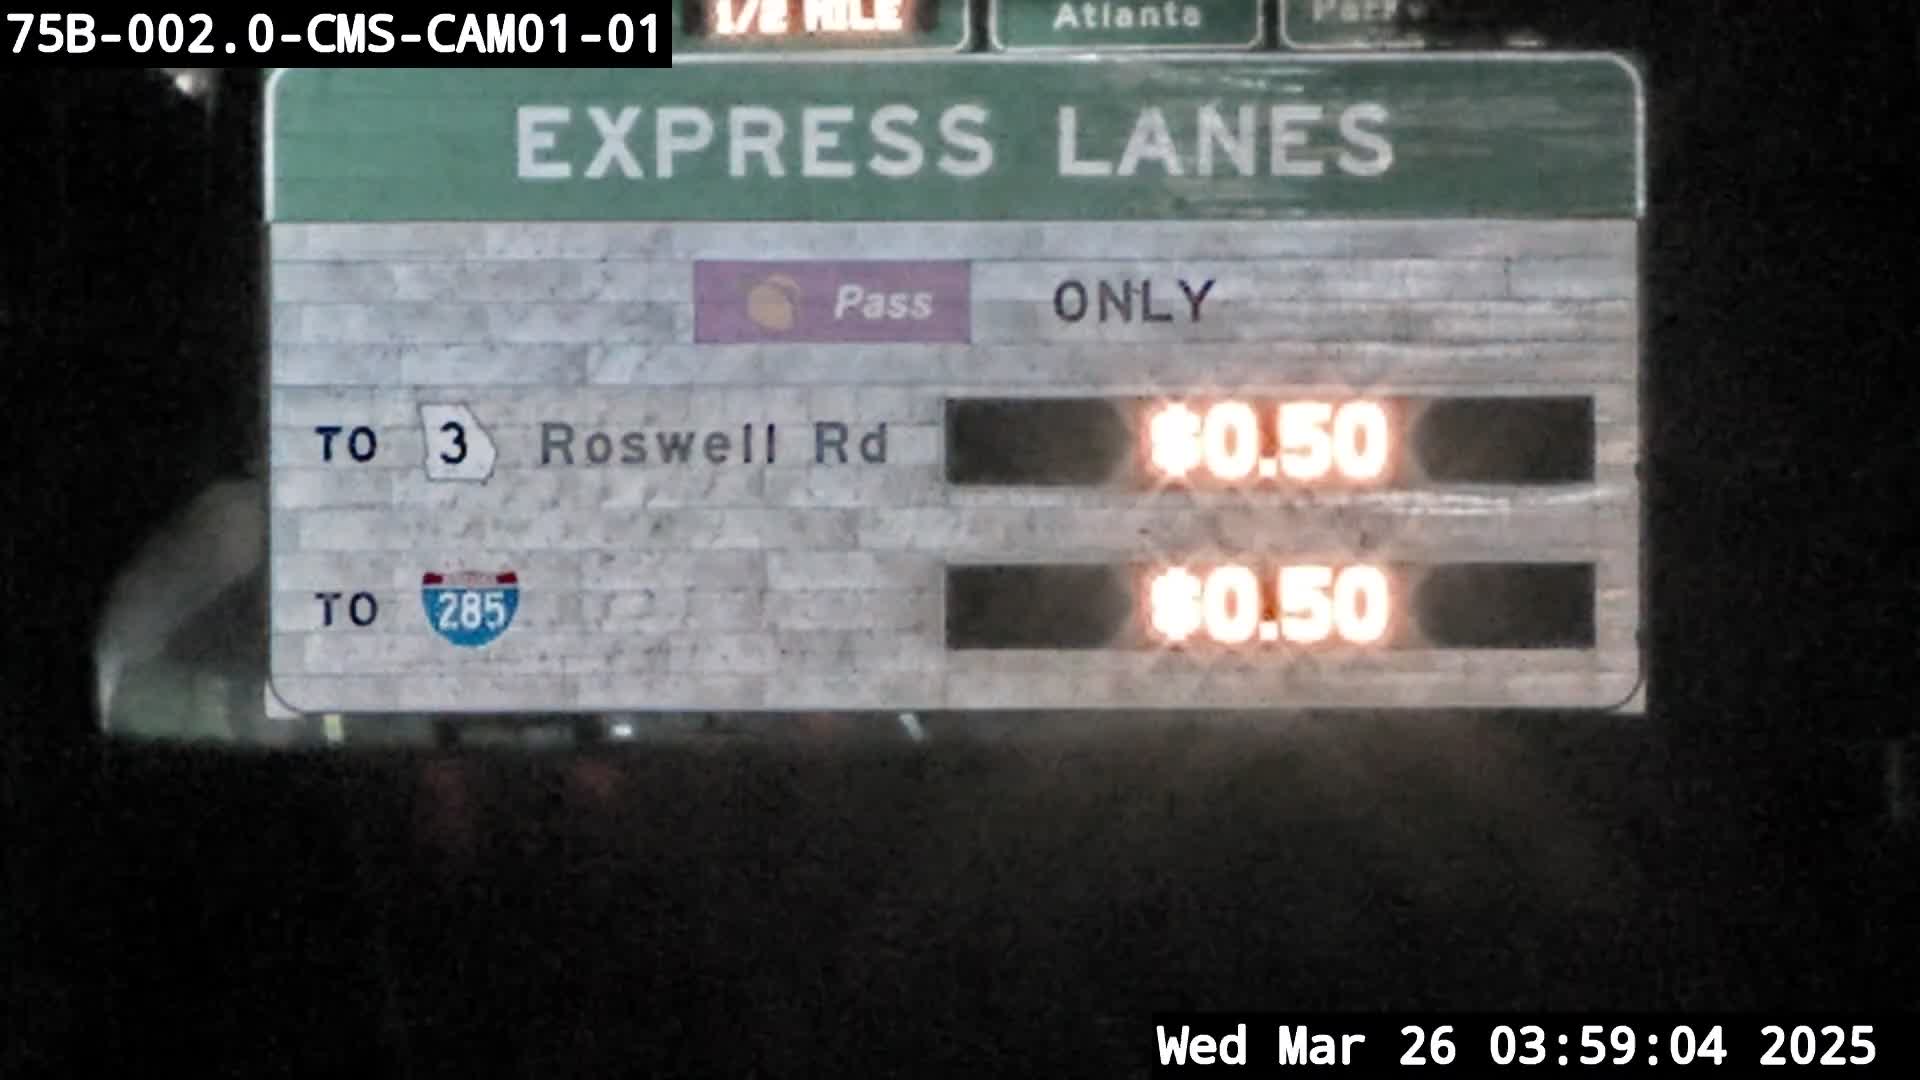 75B-002.0-CMS-CAM01-01
1/2 MILE
Atlanta
EXPRESS LANES
Pass ONLY
TO 3 Roswell Rd $0.50
TO 285 $0.50
Wed Mar 26 03:59:04 2025